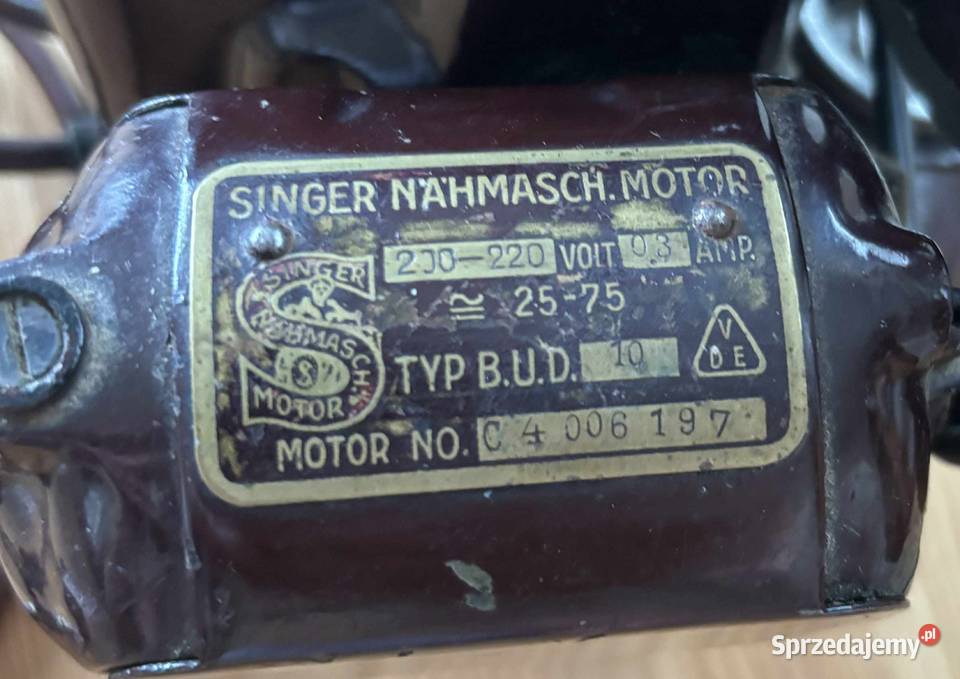 SINGER NÄHMASCH. MOTOR
200-220 VOLT 0,3 AMP.
≅ 25-75
SINGER
NÄHMASCH.
S
MOTOR
V
D E
TYP B.U.D. 10
MOTOR NO. C4 006 197
Sprzedajemy.pl